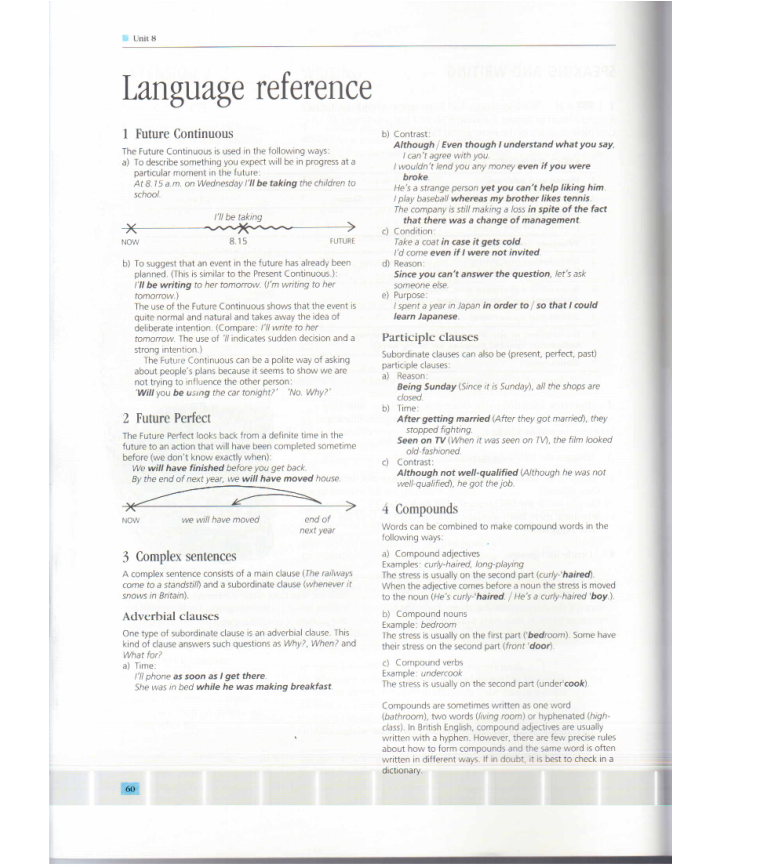 Unit 8
Language reference
1 Future Continuous
The Future Continuous is used in the following ways:
a) To describe something you expect will be in progress at a
particular moment in the future:
At 8.15 a.m. on Wednesday I'll be taking the children to
school.
I'll be taking
NOW 8.15 FUTURE
b) To suggest that an event in the future has already been
planned. (This is similar to the Present Continuous.):
I'll be writing to her tomorrow. (I'm writing to her
tomorrow.)
The use of the Future Continuous shows that the event is
quite normal and natural and takes away the idea of
deliberate intention. (Compare: I'll write to her
tomorrow. The use of 'll indicates sudden decision and a
strong intention.)
The Future Continuous can be a polite way of asking
about people's plans because it seems to show we are
not trying to influence the other person:
'Will you be using the car tonight?' 'No. Why?'
2 Future Perfect
The Future Perfect looks back from a definite time in the
future to an action that will have been completed sometime
before (we don't know exactly when):
We will have finished before you get back.
By the end of next year, we will have moved house.
NOW we will have moved end of
next year
3 Complex sentences
A complex sentence consists of a main clause (The railways
come to a standstill) and a subordinate clause (whenever it
snows in Britain).
Adverbial clauses
One type of subordinate clause is an adverbial clause. This
kind of clause answers such questions as Why?, When? and
What for?
a) Time:
I'll phone as soon as I get there.
She was in bed while he was making breakfast.
b) Contrast:
Although / Even though I understand what you say,
I can't agree with you.
I wouldn't lend you any money even if you were
broke.
He's a strange person yet you can't help liking him.
I play baseball whereas my brother likes tennis.
The company is still making a loss in spite of the fact
that there was a change of management.
c) Condition:
Take a coat in case it gets cold.
I'd come even if I were not invited.
d) Reason:
Since you can't answer the question, let's ask
someone else.
e) Purpose:
I spent a year in Japan in order to / so that I could
learn Japanese.
Participle clauses
Subordinate clauses can also be (present, perfect, past)
participle clauses:
a) Reason:
Being Sunday (Since it is Sunday), all the shops are
closed.
b) Time:
After getting married (After they got married), they
stopped fighting.
Seen on TV (When it was seen on TV), the film looked
old-fashioned.
c) Contrast:
Although not well-qualified (Although he was not
well-qualified), he got the job.
4 Compounds
Words can be combined to make compound words in the
following ways:
a) Compound adjectives
Examples: curly-haired, long-playing
The stress is usually on the second part (curly-'haired).
When the adjective comes before a noun the stress is moved
to the noun (He's curly-'haired. / He's a curly-haired 'boy.).
b) Compound nouns
Example: bedroom
The stress is usually on the first part ('bedroom). Some have
their stress on the second part (front 'door).
c) Compound verbs
Example: undercook
The stress is usually on the second part (under'cook).
Compounds are sometimes written as one word
(bathroom), two words (living room) or hyphenated (high-
class). In British English, compound adjectives are usually
written with a hyphen. However, there are few precise rules
about how to form compounds and the same word is often
written in different ways. If in doubt, it is best to check in a
dictionary.
60